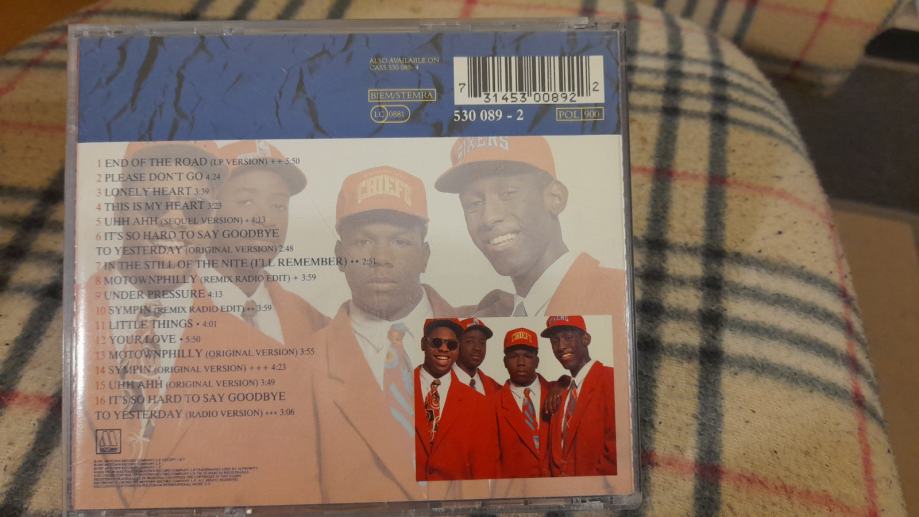 ALSO AVAILABLE ON
CASS 530 089- 4
BIEM/STEMRA
LC 0881
7 31453 00892 2
530 089 - 2
POL 900
1 END OF THE ROAD (LP VERSION) ++ 5:50
2 PLEASE DON'T GO 4:24
3 LONELY HEART 3:39
4 THIS IS MY HEART 3:23
5 UHH AHH (SEQUEL VERSION) + 4:13
6 IT'S SO HARD TO SAY GOODBYE
TO YESTERDAY (ORIGINAL VERSION) 2:48
7 IN THE STILL OF THE NITE (I'LL REMEMBER) •• 2:51
8 MOTOWNPHILLY (REMIX RADIO EDIT) + 3:59
9 UNDER PRESSURE 4:13
10 SYMPIN (REMIX RADIO EDIT) •• 3:59
11 LITTLE THINGS • 4:01
12 YOUR LOVE • 5:50
13 MOTOWNPHILLY (ORIGINAL VERSION) 3:55
14 SYMPIN (ORIGINAL VERSION) +++ 4:23
15 UHH AHH (ORIGINAL VERSION) 3:49
16 IT'S SO HARD TO SAY GOODBYE
TO YESTERDAY (RADIO VERSION) ••• 3:06
CHIEFS
SIXERS
CHIEFS
M